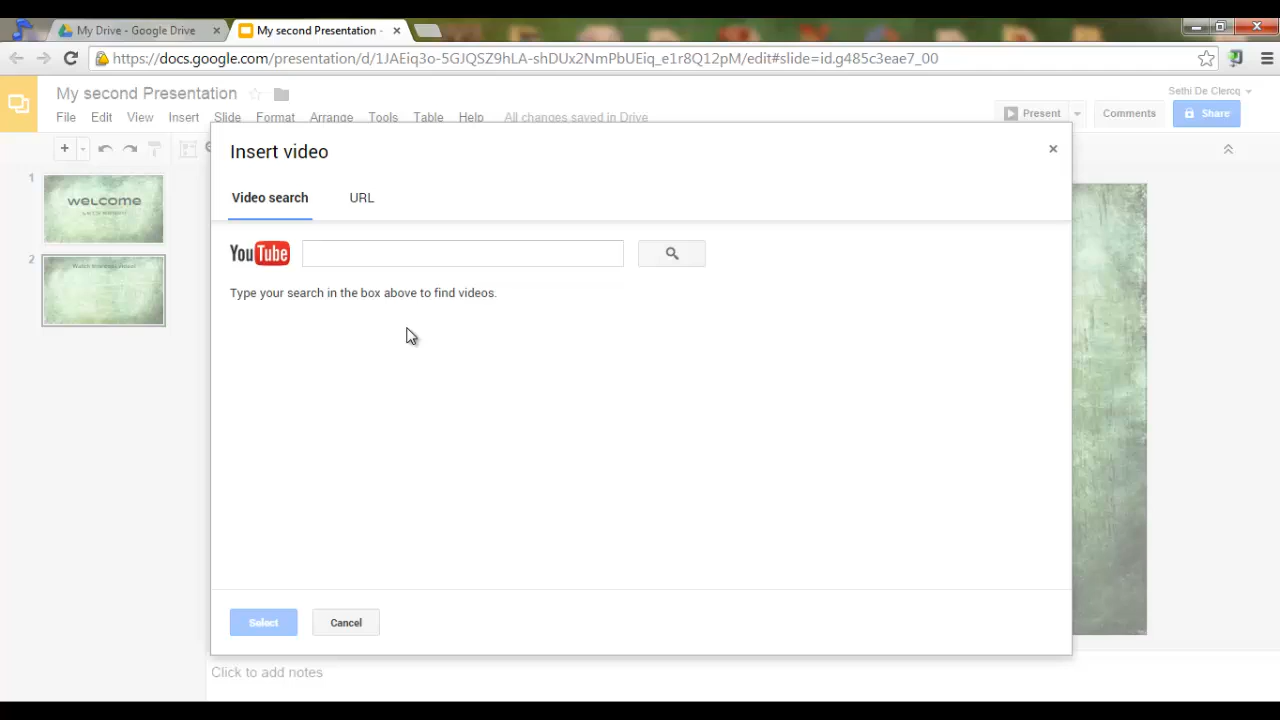 My Drive - Google Drive
My second Presentation -
https://docs.google.com/presentation/d/1JAEiq3o-5GJQSZ9hLA-shDUx2NmPbUEiq_e1r8Q12pM/edit#slide=id.g485c3eae7_00
My second Presentation
Sethi De Clercq
File Edit View Insert Slide Format Arrange Tools Table Help All changes saved in Drive
Present Comments Share
Insert video
Video search URL
1
welcome
YouTube
2
Type your search in the box above to find videos.
Select Cancel
Click to add notes